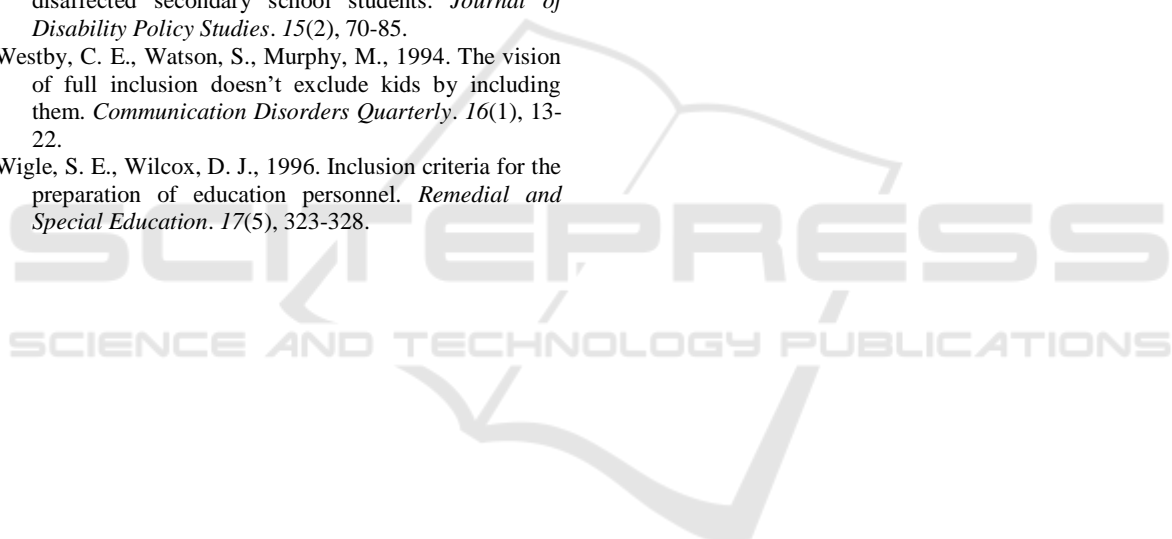 disaffected secondary school students. Journal of
Disability Policy Studies. 15(2), 70-85.
Westby, C. E., Watson, S., Murphy, M., 1994. The vision
of full inclusion doesn't exclude kids by including
them. Communication Disorders Quarterly. 16(1), 13-
22.
Wigle, S. E., Wilcox, D. J., 1996. Inclusion criteria for the
preparation of education personnel. Remedial and
Special Education. 17(5), 323-328.
SCITEPRESS
SCIENCE AND TECHNOLOGY PUBLICATIONS